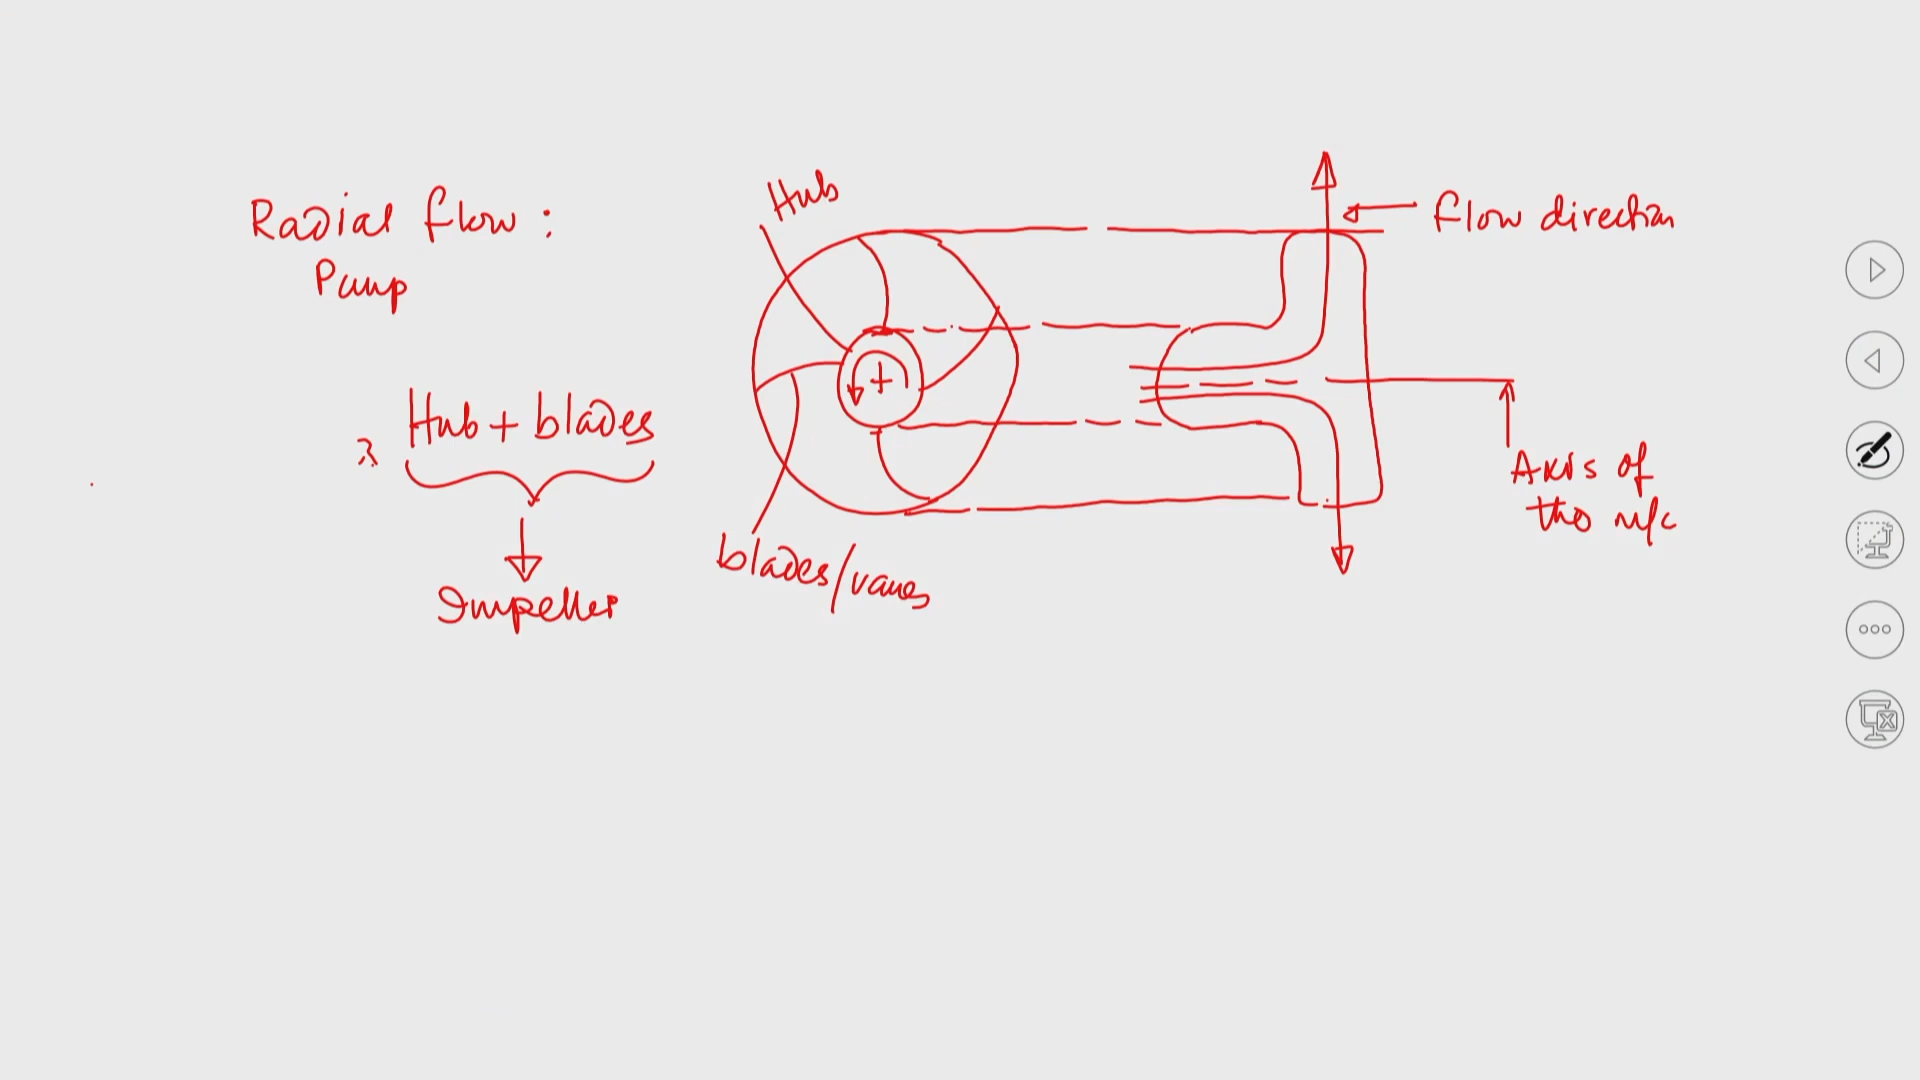 Radial flow :
Pump
Hub + blades
Impeller
Hub
blades/vanes
flow direction
Axis of
the m/c